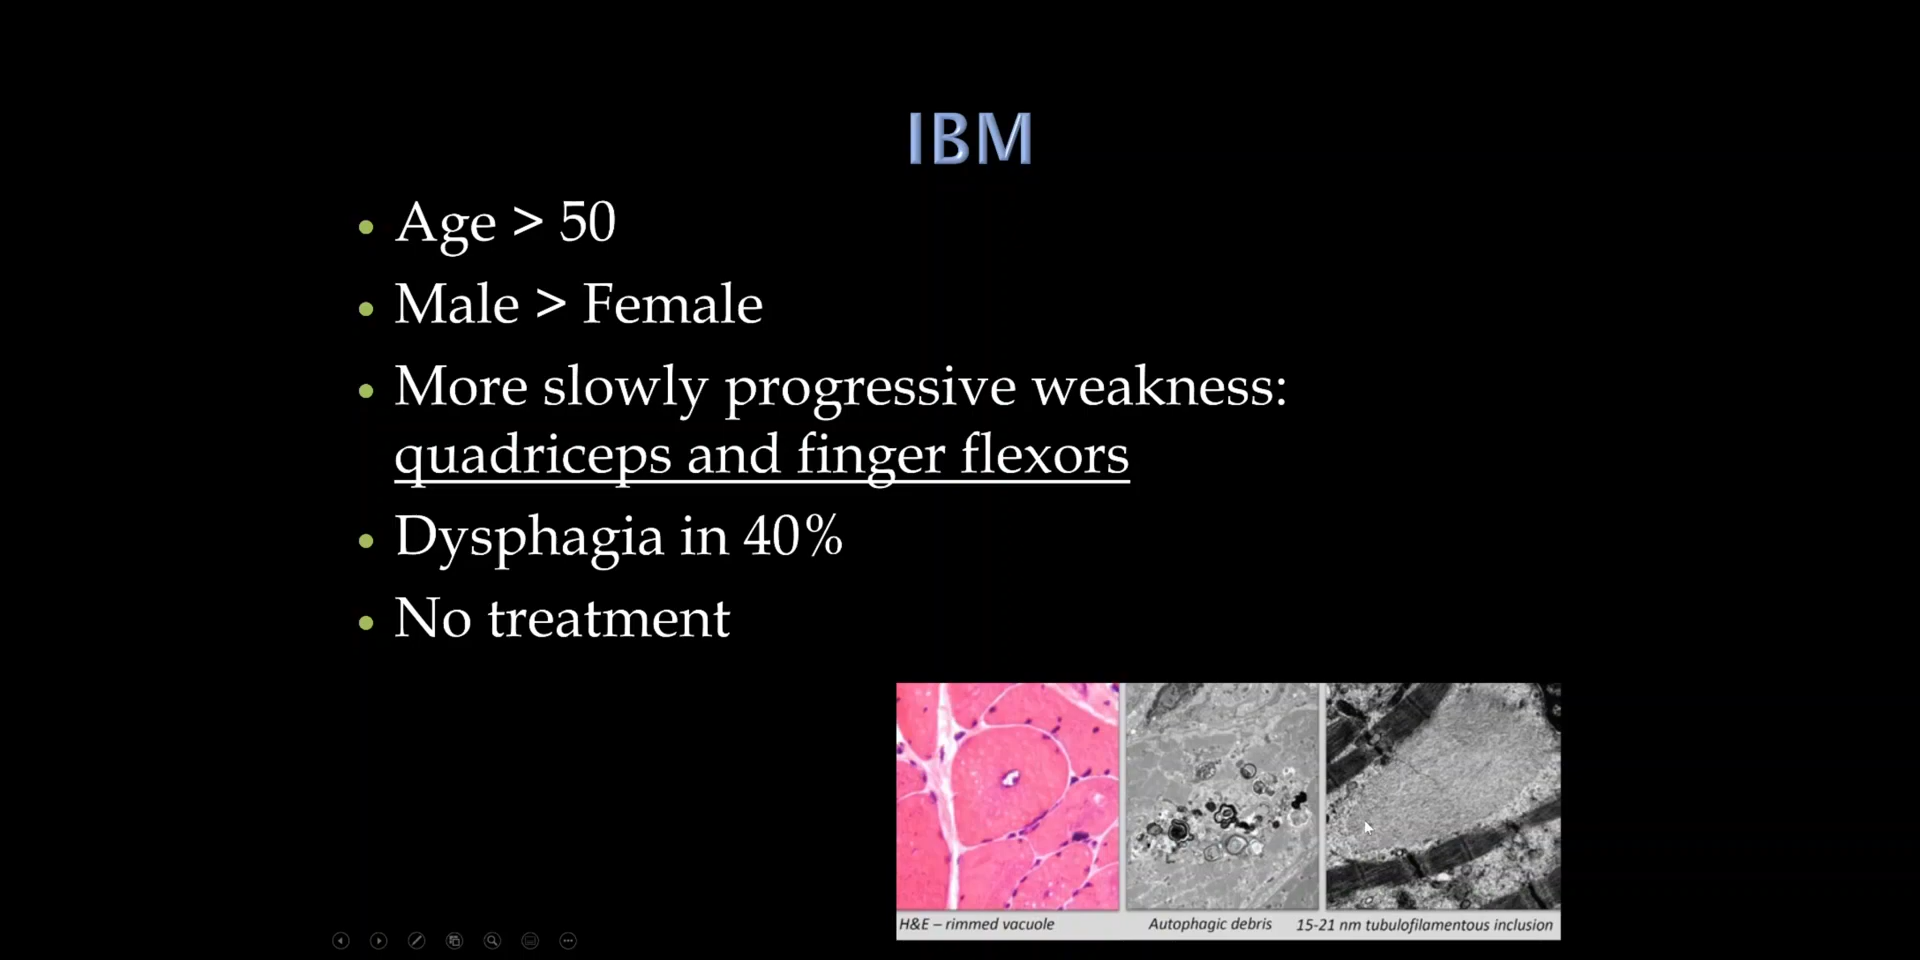 IBM
Age > 50
Male > Female
More slowly progressive weakness:
quadriceps and finger flexors
Dysphagia in 40%
No treatment
H&E – rimmed vacuole
Autophagic debris
15-21 nm tubulofilamentous inclusion